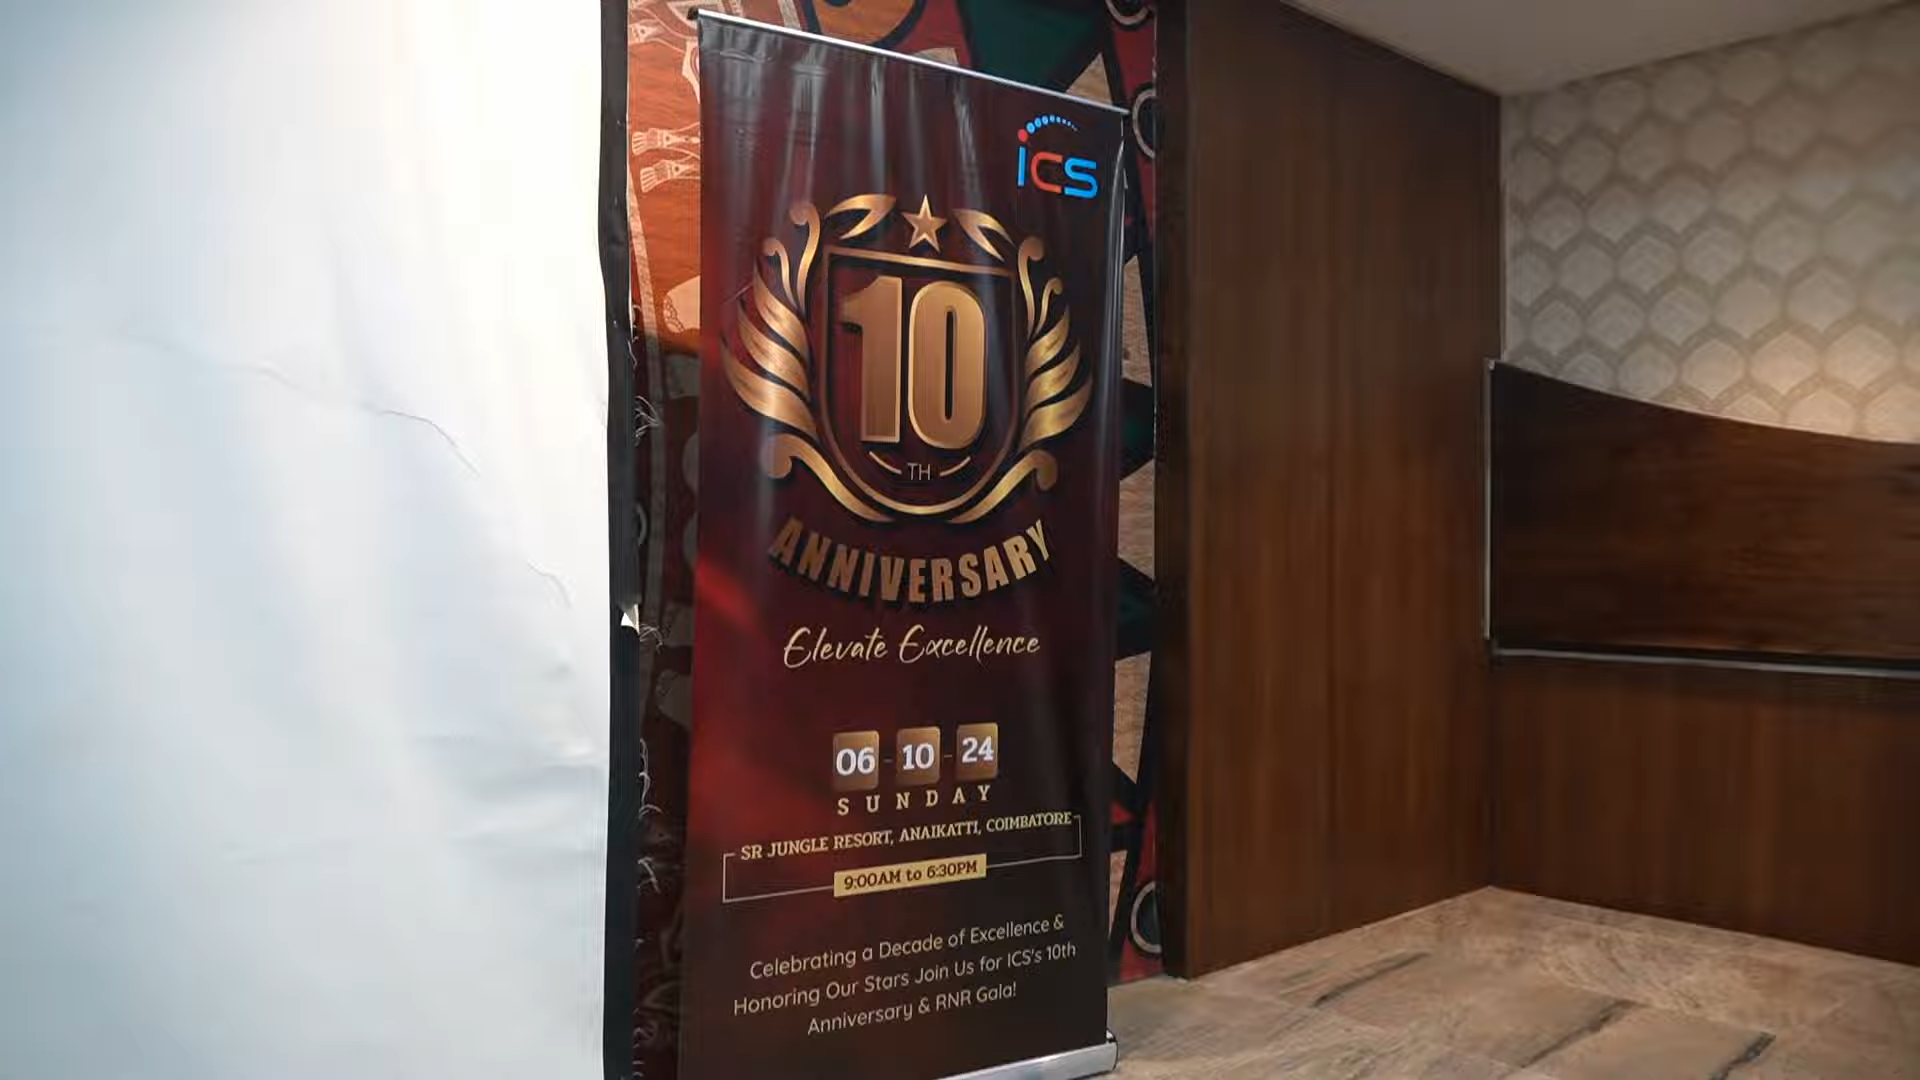 ics
10
TH
ANNIVERSARY
Elevate Excellence
06 - 10 - 24
SUNDAY
SR JUNGLE RESORT, ANAIKATTI, COIMBATORE
9:00AM to 6:30PM
Celebrating a Decade of Excellence &
Honoring Our Stars Join Us for ICS's 10th
Anniversary & RNR Gala!